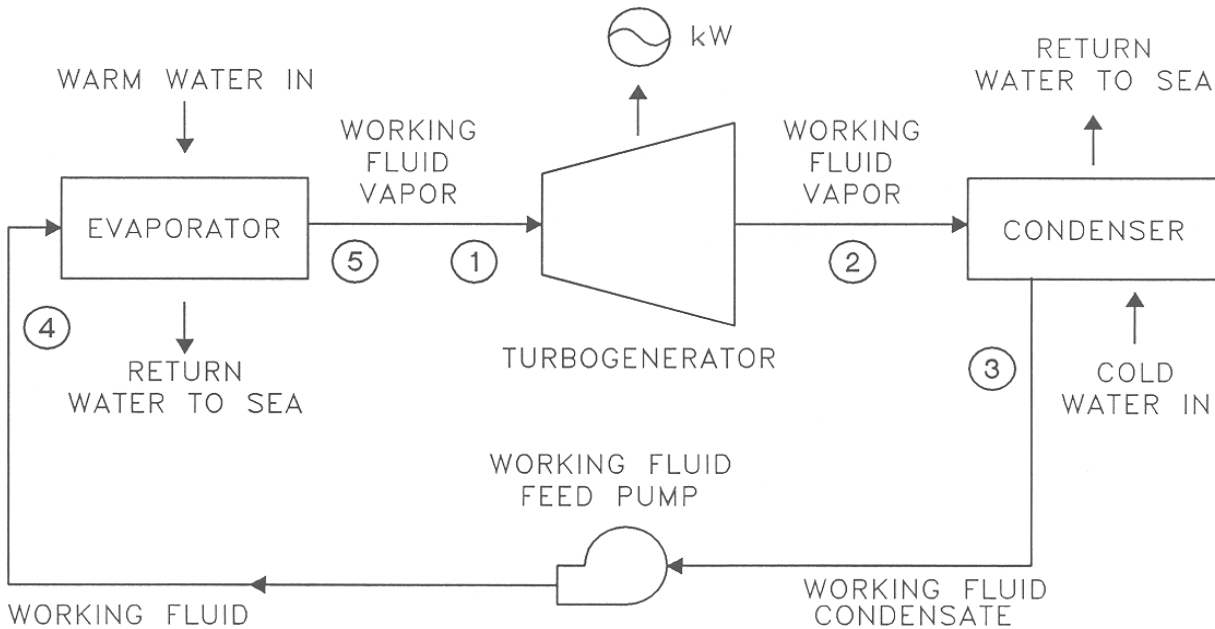 kW
RETURN
WATER TO SEA
WARM WATER IN
WORKING
FLUID
VAPOR
WORKING
FLUID
VAPOR
EVAPORATOR
CONDENSER
5
1
2
4
TURBOGENERATOR
3
RETURN
WATER TO SEA
COLD
WATER IN
WORKING FLUID
FEED PUMP
WORKING FLUID
WORKING FLUID
CONDENSATE